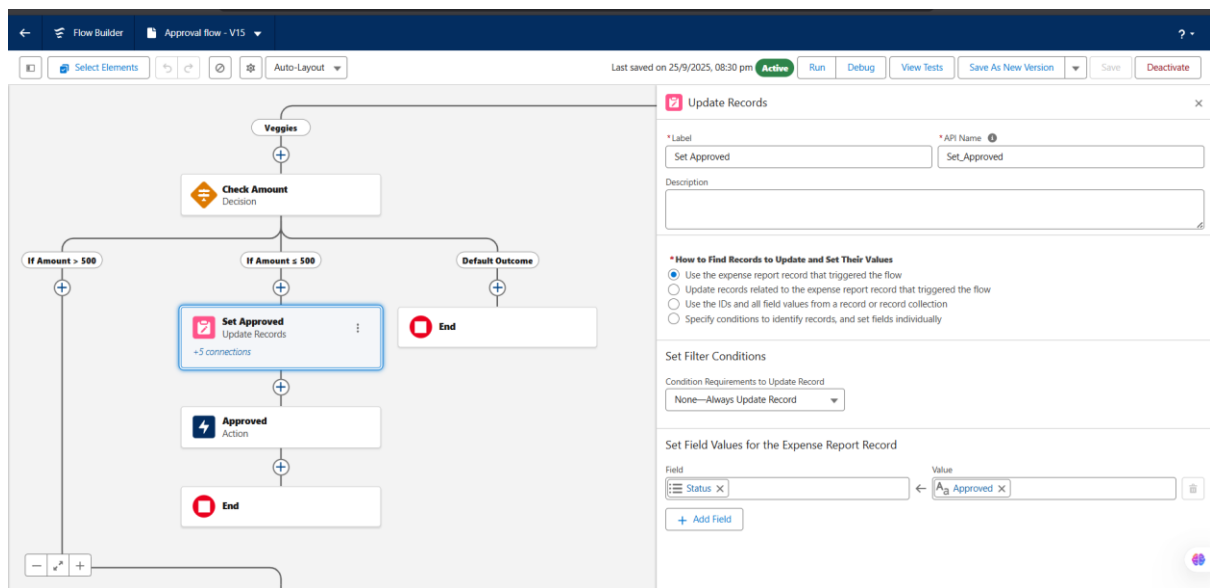 Flow Builder
Approval flow - V15
?
Select Elements
Auto-Layout
Last saved on 25/9/2025, 08:30 pm
Active
Run
Debug
View Tests
Save As New Version
Save
Deactivate
Veggies
Check Amount
Decision
If Amount > 500
If Amount ≤ 500
Default Outcome
Set Approved
Update Records
+5 connections
End
Approved
Action
End
Update Records
*Label
*API Name
Set Approved
Set_Approved
Description
*How to Find Records to Update and Set Their Values
Use the expense report record that triggered the flow
Update records related to the expense report record that triggered the flow
Use the IDs and all field values from a record or record collection
Specify conditions to identify records, and set fields individually
Set Filter Conditions
Condition Requirements to Update Record
None—Always Update Record
Set Field Values for the Expense Report Record
Field
Value
Status
Aa Approved
+ Add Field